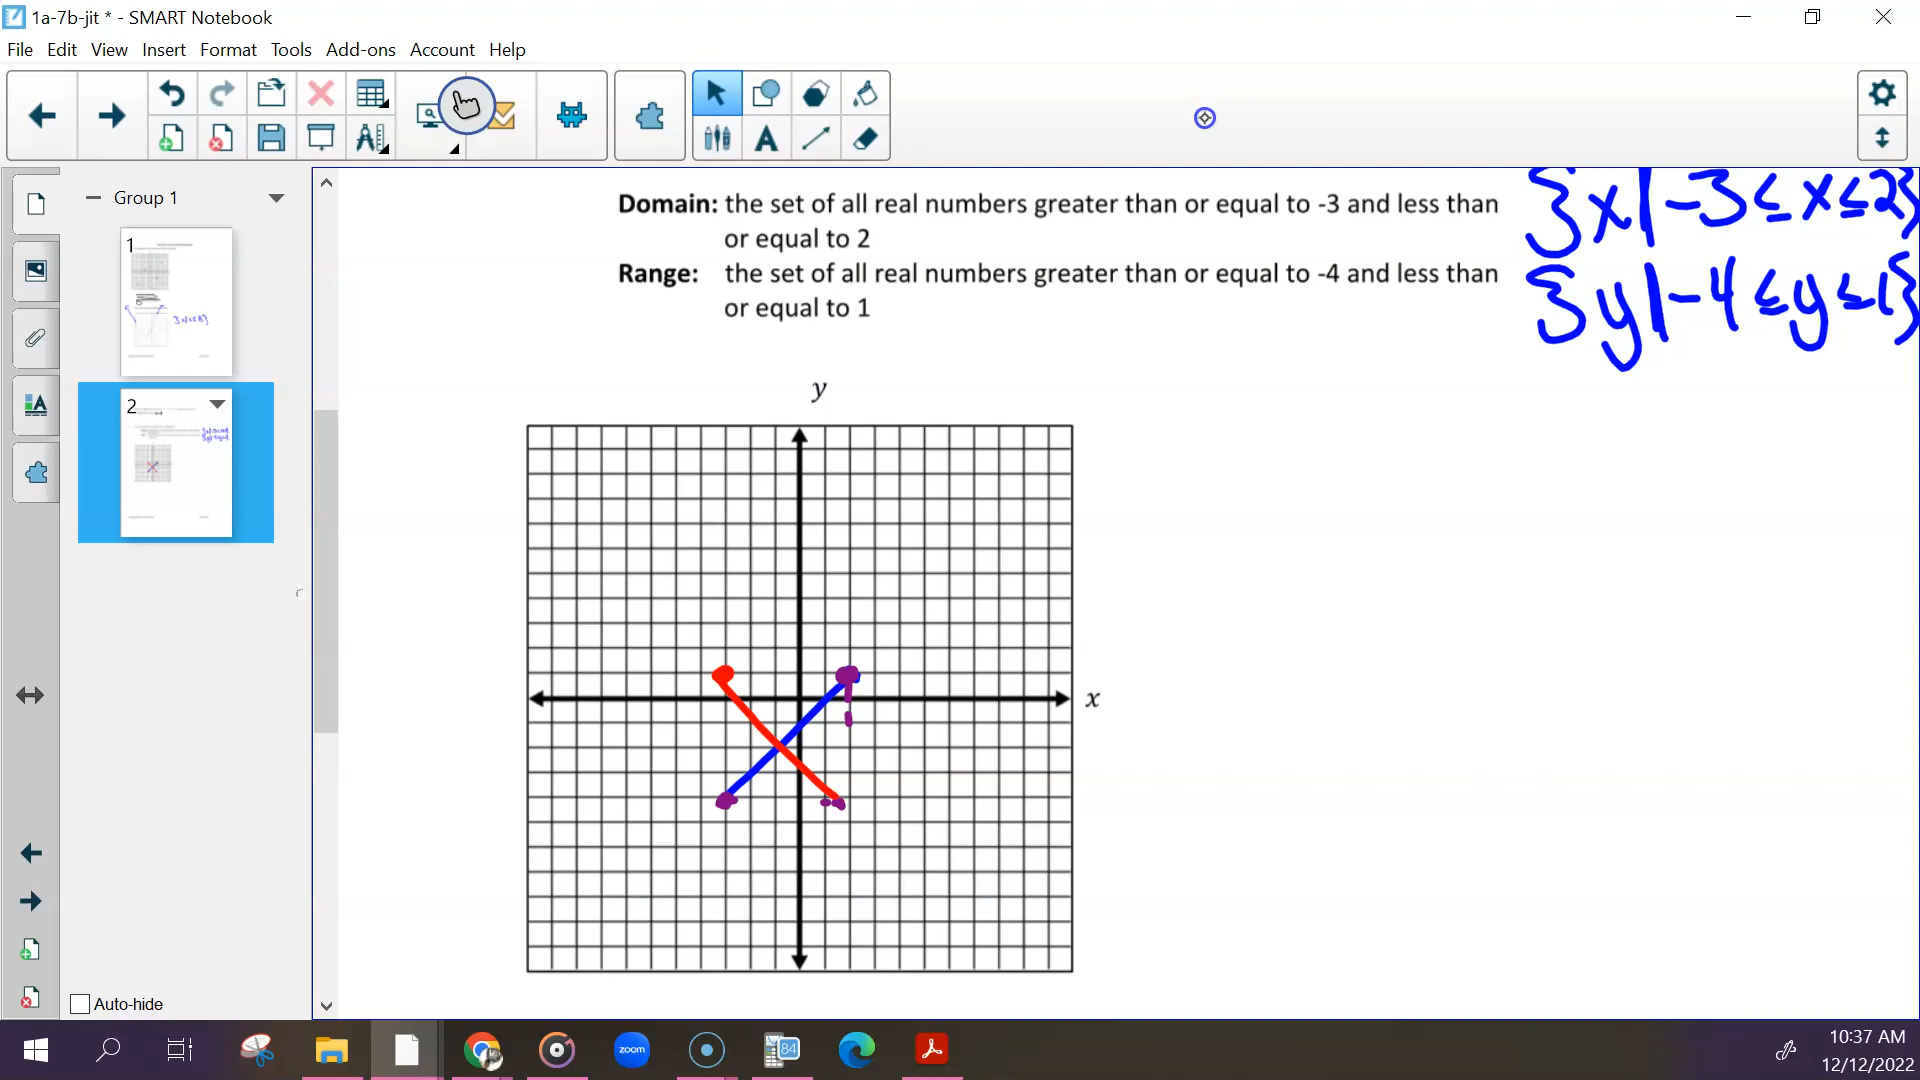 1a-7b-jit * - SMART Notebook
File Edit View Insert Format Tools Add-ons Account Help
Group 1
1
2
Auto-hide
Domain: the set of all real numbers greater than or equal to -3 and less than
or equal to 2
Range: the set of all real numbers greater than or equal to -4 and less than
or equal to 1
{x|-3≤x≤2}
{y|-4≤y≤1}
y
x
zoom
84
10:37 AM
12/12/2022